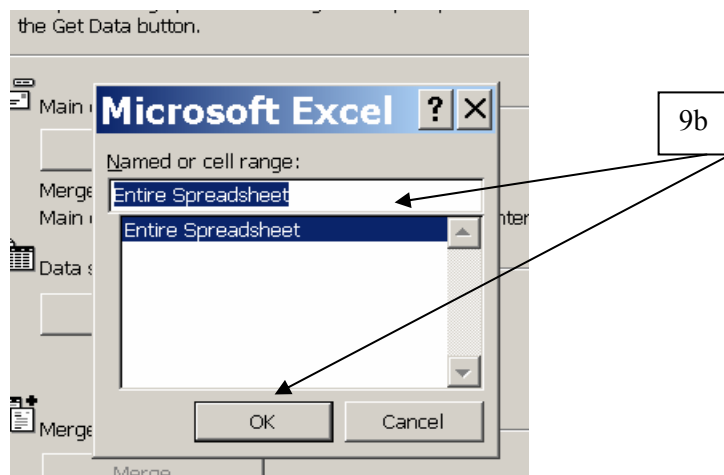 the Get Data button.
Main
Microsoft Excel ? ×
9b
Named or cell range:
Merge
Entire Spreadsheet
Main
Entire Spreadsheet
Data s
OK
Cancel
Merge
Merge